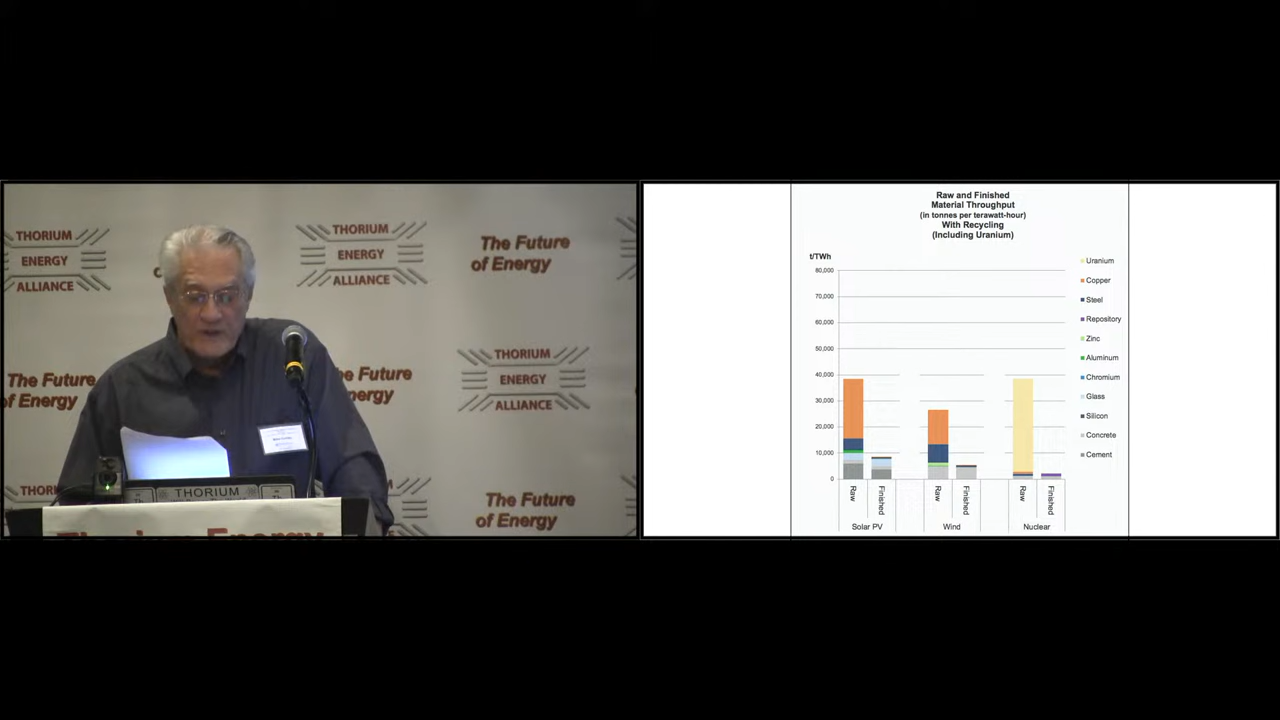 THORIUM
ENERGY
ALLIANCE
THORIUM
ENERGY
ALLIANCE
The Future
of Energy
The Future
of Energy
he Future
of Energy
THORIUM
ENERGY
ALLIANCE
THOR
The Future
of Energy
THORIUM
Thorium Energy
Raw and Finished
Material Throughput
(in tonnes per terawatt-hour)
With Recycling
(Including Uranium)
t/TWh
80,000
70,000
60,000
50,000
40,000
30,000
20,000
10,000
0
Raw
Finished
Raw
Finished
Raw
Finished
Solar PV
Wind
Nuclear
Uranium
Copper
Steel
Repository
Zinc
Aluminum
Chromium
Glass
Silicon
Concrete
Cement